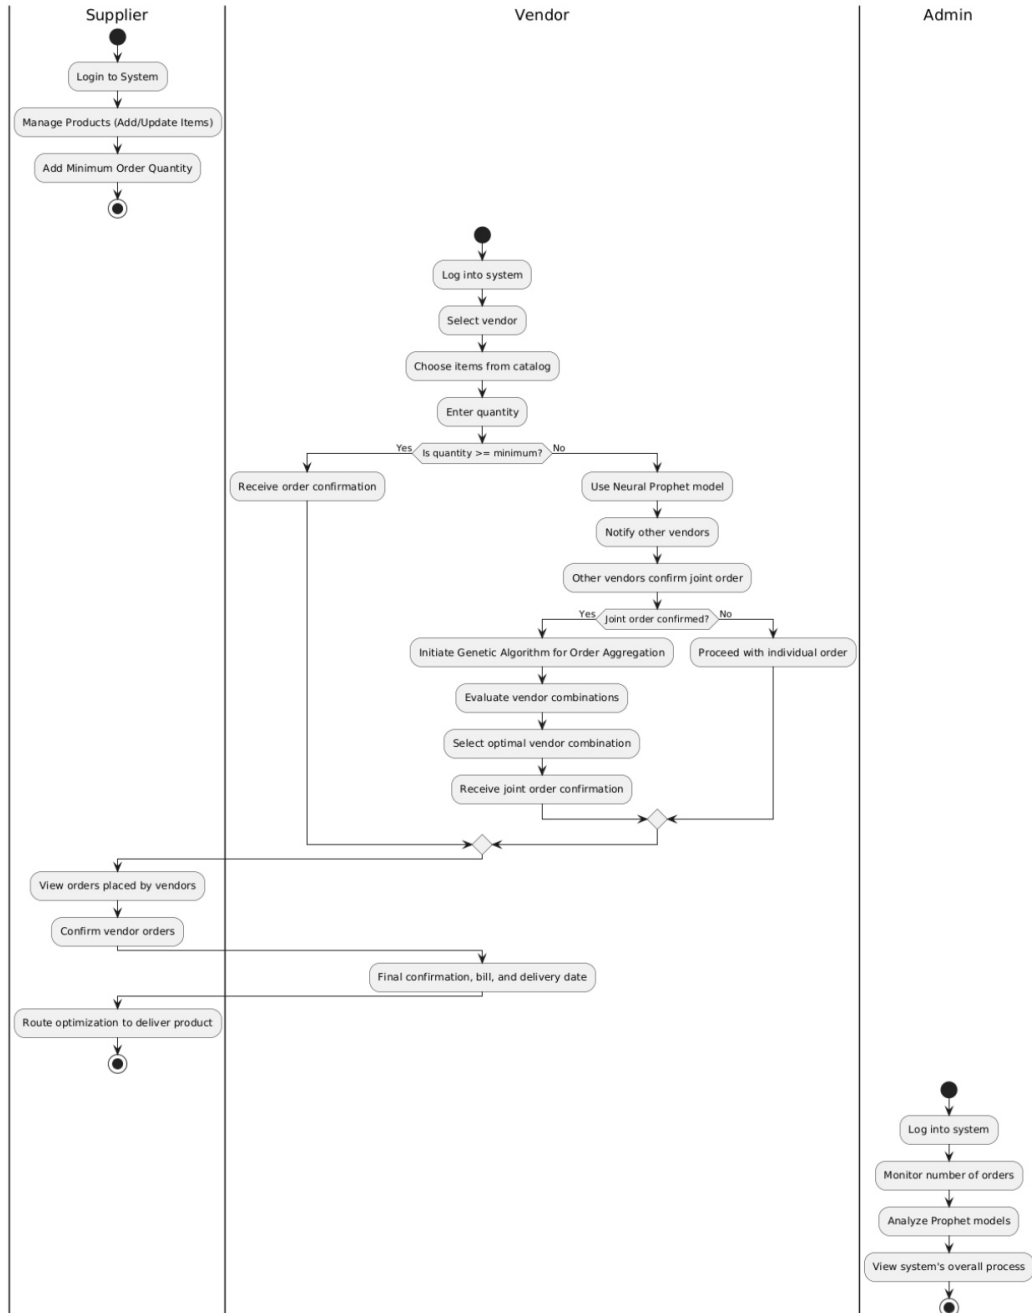 Supplier
Vendor
Admin
Login to System
Manage Products (Add/Update Items)
Add Minimum Order Quantity
Log into system
Select vendor
Choose items from catalog
Enter quantity
Yes
Is quantity >= minimum?
No
Receive order confirmation
Use Neural Prophet model
Notify other vendors
Other vendors confirm joint order
Yes
Joint order confirmed?
No
Initiate Genetic Algorithm for Order Aggregation
Proceed with individual order
Evaluate vendor combinations
Select optimal vendor combination
Receive joint order confirmation
View orders placed by vendors
Confirm vendor orders
Final confirmation, bill, and delivery date
Route optimization to deliver product
Log into system
Monitor number of orders
Analyze Prophet models
View system's overall process